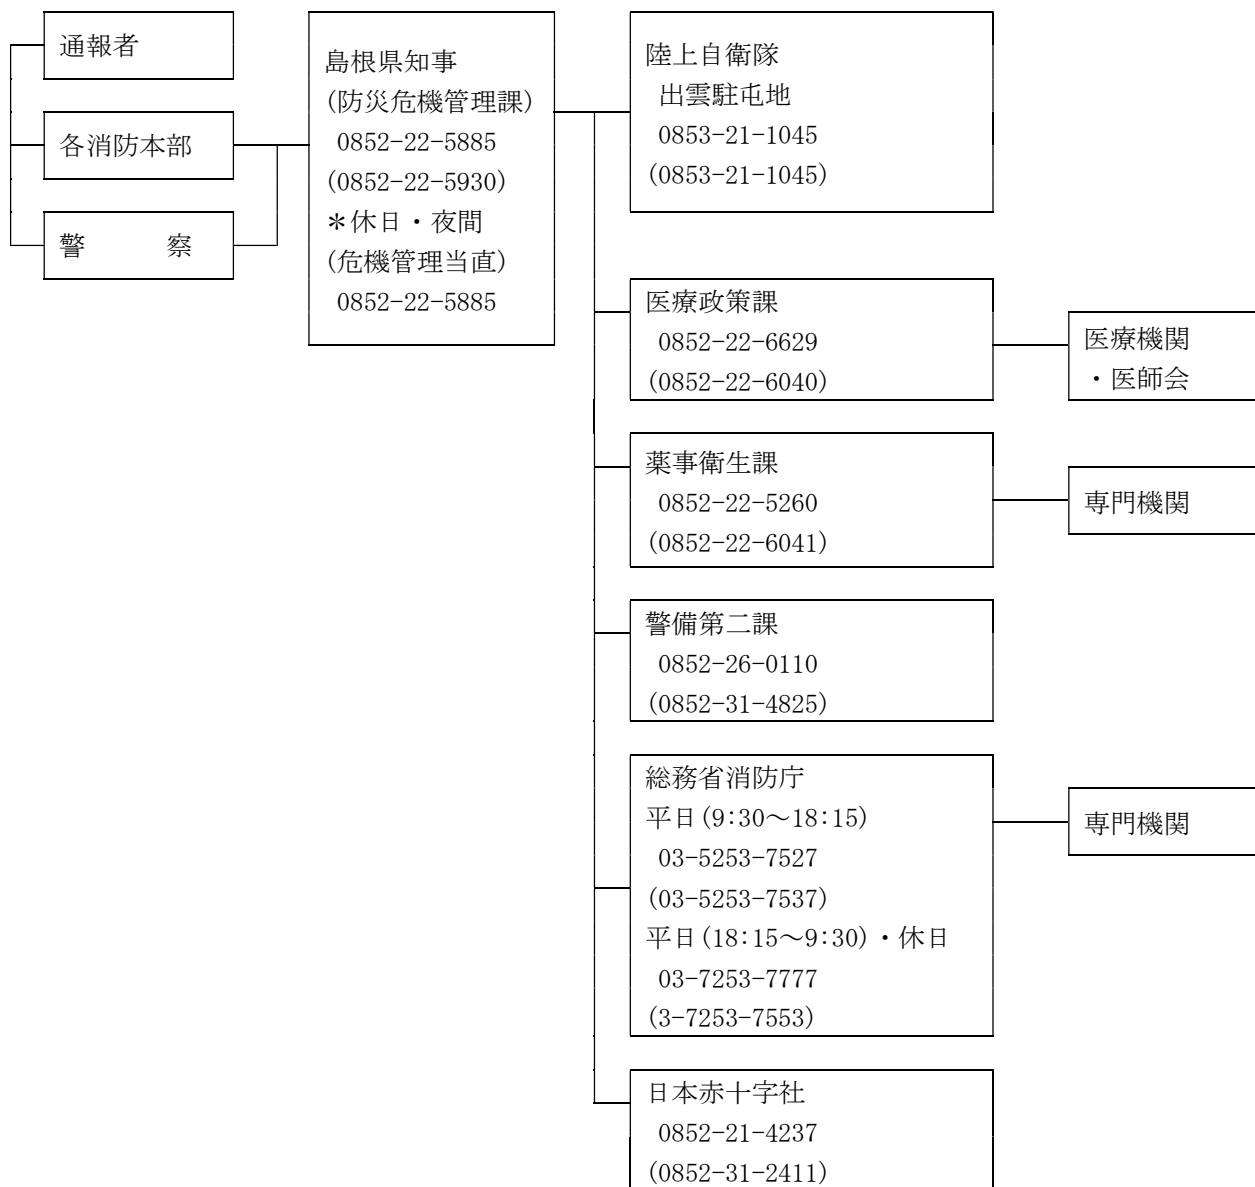 通報者
各消防本部
警　　　察
島根県知事
(防災危機管理課)
0852-22-5885
(0852-22-5930)
＊休日・夜間
(危機管理当直)
0852-22-5885
陸上自衛隊
出雲駐屯地
0853-21-1045
(0853-21-1045)
医療政策課
0852-22-6629
(0852-22-6040)
医療機関
・医師会
薬事衛生課
0852-22-5260
(0852-22-6041)
専門機関
警備第二課
0852-26-0110
(0852-31-4825)
総務省消防庁
平日(9:30～18:15)
03-5253-7527
(03-5253-7537)
平日(18:15～9:30)・休日
03-7253-7777
(3-7253-7553)
専門機関
日本赤十字社
0852-21-4237
(0852-31-2411)